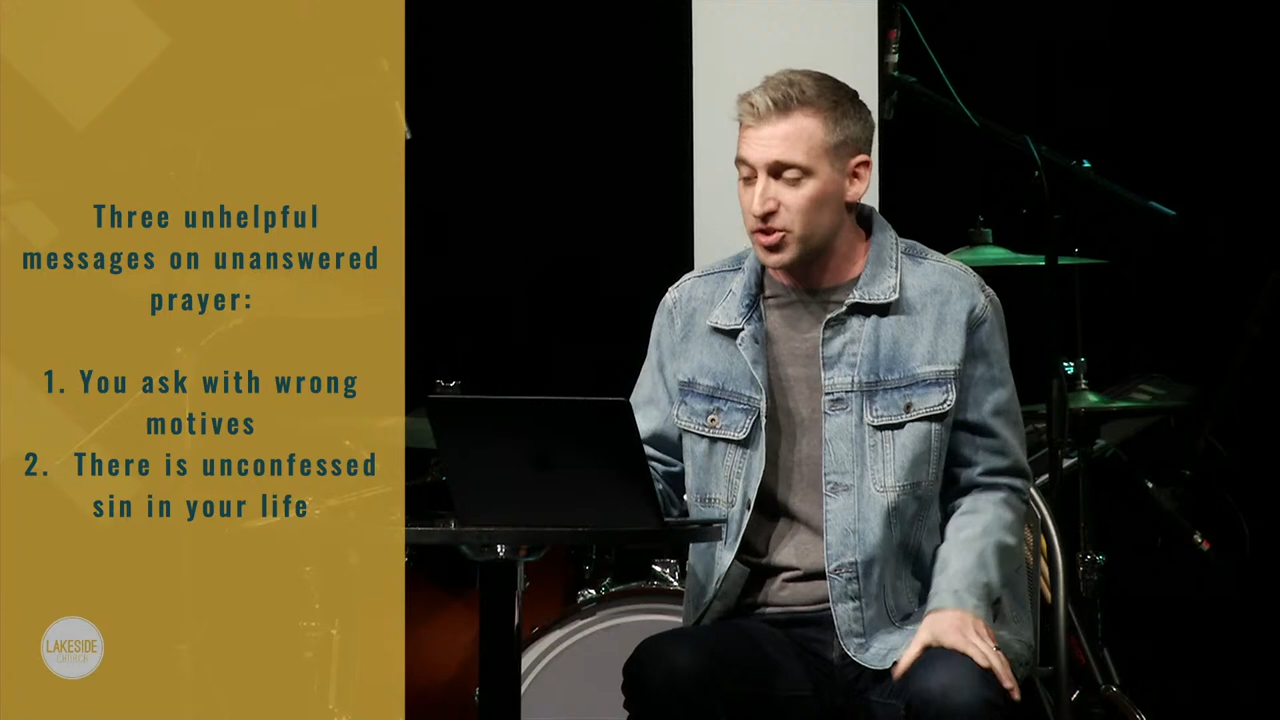 Three unhelpful
messages on unanswered
prayer:
1. You ask with wrong
motives
2. There is unconfessed
sin in your life
LAKESIDE
CHURCH